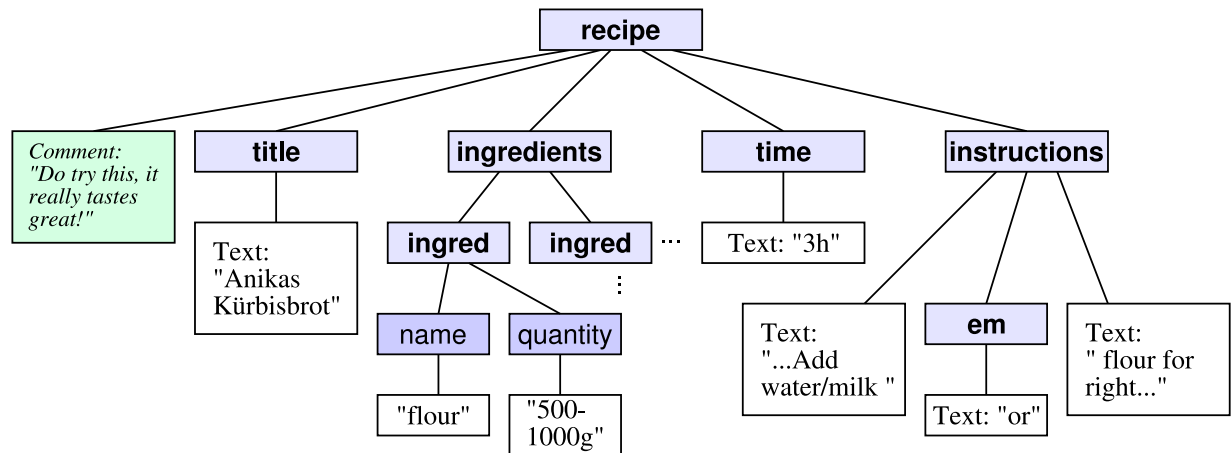 recipe
Comment:
"Do try this, it
really tastes
great!"
title
ingredients
time
instructions
Text:
"Anikas
Kürbisbrot"
ingred
ingred
...
Text: "3h"
name
quantity
"flour"
"500-
1000g"
Text:
"...Add
water/milk "
em
Text: "or"
Text:
" flour for
right..."